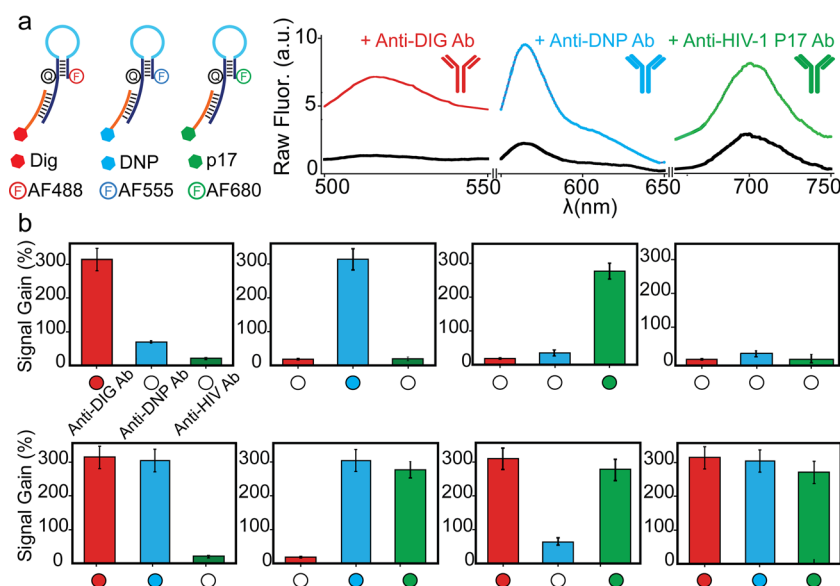 a
Q F Q F Q F
Dig DNP p17
F AF488 F AF555 F AF680
Raw Fluor. (a.u.)
10
5
0
+ Anti-DIG Ab + Anti-DNP Ab + Anti-HIV-1 P17 Ab
500 550 600 650 700 750
λ(nm)
b
Signal Gain (%)
300
200
100
0
Anti-DIG Ab
Anti-DNP Ab
Anti-HIV Ab
300
200
100
0
300
200
100
0
300
200
100
0
Signal Gain (%)
300
200
100
0
300
200
100
0
300
200
100
0
300
200
100
0